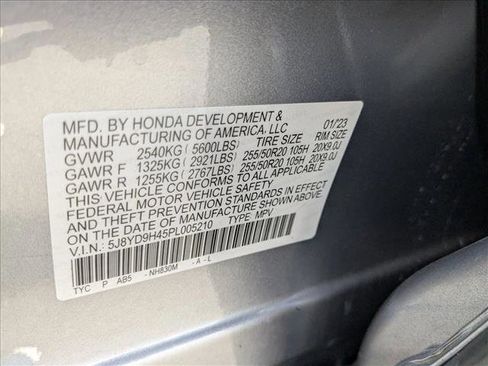 MFD. BY HONDA DEVELOPMENT & 01/23
MANUFACTURING OF AMERICA, LLC
GVWR 2540KG( 5600LBS) TIRE SIZE RIM SIZE
GAWR F 1325KG( 2921LBS) 255/50R20 105H 20X9.0J
GAWR R 1255KG( 2767LBS) 255/50R20 105H 20X9.0J
THIS VEHICLE CONFORMS TO ALL APPLICABLE
FEDERAL MOTOR VEHICLE SAFETY
AND THEFT PREVENTION STANDARDS IN EFFECT
ON THE DATE OF MANUFACTURE SHOWN ABOVE.
V.I.N.: 5J8YD9H45PL005210 TYPE: MPV
TYC P AB5 - NH830M - A - L